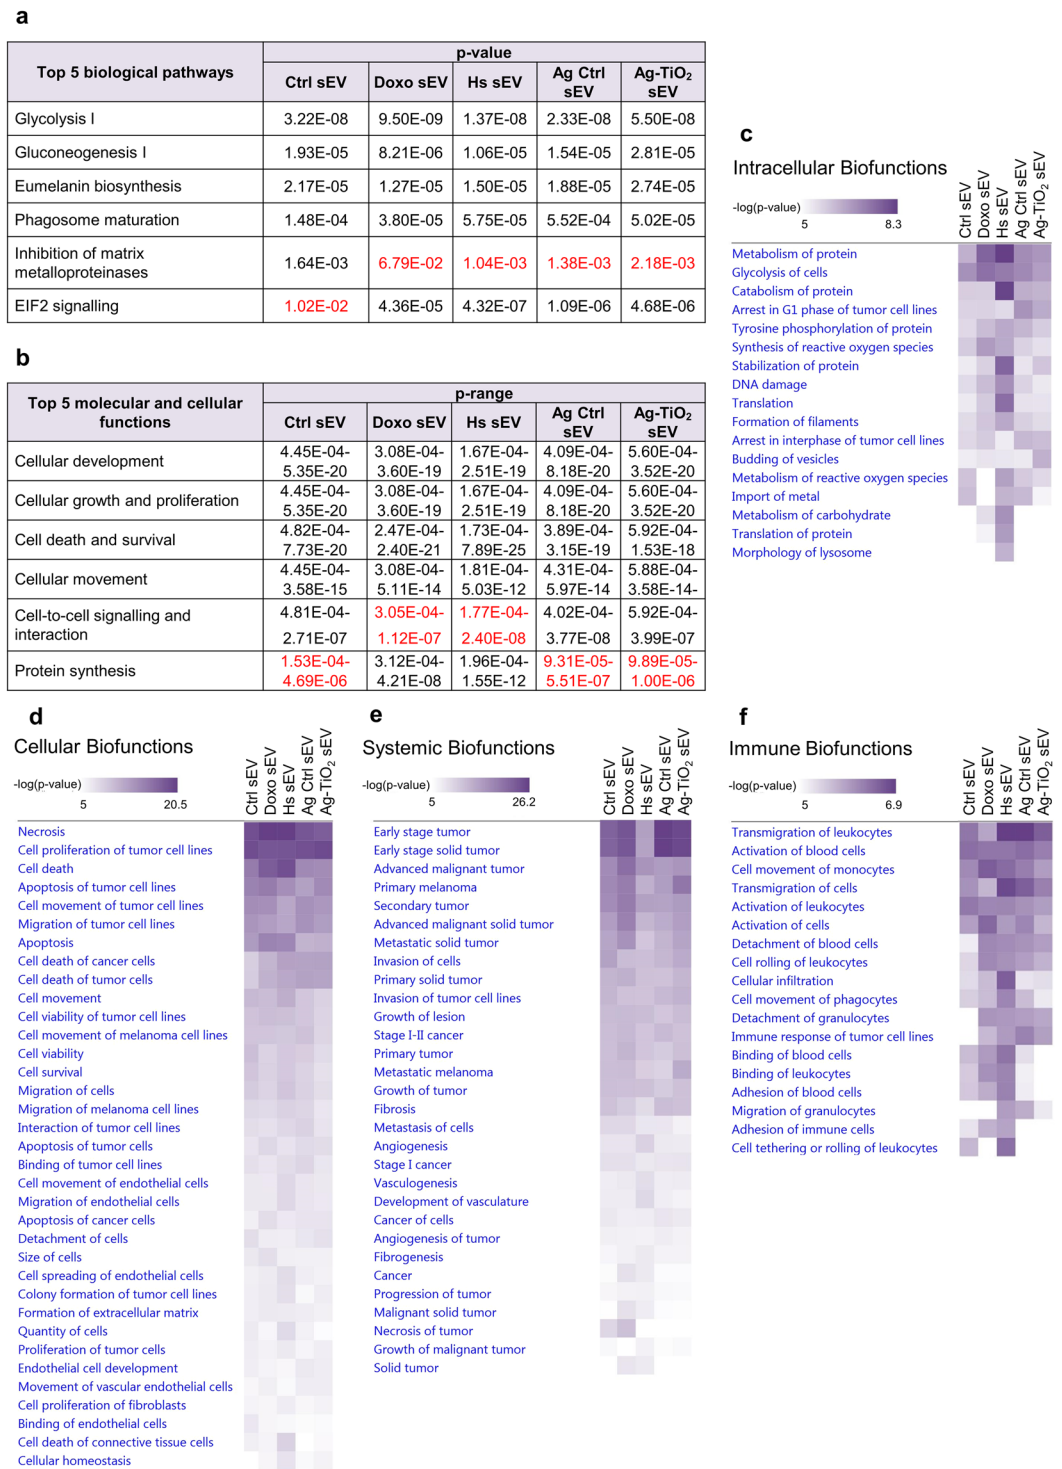 a
Top 5 biological pathways
p-value
Ctrl sEV
Doxo sEV
Hs sEV
Ag Ctrl
sEV
Ag-TiO2
sEV
Glycolysis I 3.22E-08 9.50E-09 1.37E-08 2.33E-08 5.50E-08
Gluconeogenesis I 1.93E-05 8.21E-06 1.06E-05 1.54E-05 2.81E-05
Eumelanin biosynthesis 2.17E-05 1.27E-05 1.50E-05 1.88E-05 2.74E-05
Phagosome maturation 1.48E-04 3.80E-05 5.75E-05 5.52E-04 5.02E-05
Inhibition of matrix
metalloproteinases 1.64E-03 6.79E-02 1.04E-03 1.38E-03 2.18E-03
EIF2 signalling 1.02E-02 4.36E-05 4.32E-07 1.09E-06 4.68E-06
b
Top 5 molecular and cellular
functions
p-range
Ctrl sEV
Doxo sEV
Hs sEV
Ag Ctrl
sEV
Ag-TiO2
sEV
Cellular development
4.45E-04- 3.08E-04- 1.67E-04- 4.09E-04- 5.60E-04-
5.35E-20 3.60E-19 2.51E-19 8.18E-20 3.52E-20
Cellular growth and proliferation
4.45E-04- 3.08E-04- 1.67E-04- 4.09E-04- 5.60E-04-
5.35E-20 3.60E-19 2.51E-19 8.18E-20 3.52E-20
Cell death and survival
4.82E-04- 2.47E-04- 1.73E-04- 3.89E-04- 5.92E-04-
7.73E-20 2.40E-21 7.89E-25 3.15E-19 1.53E-18
Cellular movement
4.45E-04- 3.08E-04- 1.81E-04- 4.31E-04- 5.88E-04-
3.58E-15 5.11E-14 5.03E-12 5.97E-14 3.58E-14-
Cell-to-cell signalling and
interaction
4.81E-04- 3.05E-04- 1.77E-04- 4.02E-04- 5.92E-04-
2.71E-07 1.12E-07 2.40E-08 3.77E-08 3.99E-07
Protein synthesis
1.53E-04- 3.12E-04- 1.96E-04- 9.31E-05- 9.89E-05-
4.69E-06 4.21E-08 1.55E-12 5.51E-07 1.00E-06
c
Intracellular Biofunctions
-log(p-value)
5 8.3
Ctrl sEV
Doxo sEV
Hs sEV
Ag Ctrl sEV
Ag-TiO2 sEV
Metabolism of protein
Glycolysis of cells
Catabolism of protein
Arrest in G1 phase of tumor cell lines
Tyrosine phosphorylation of protein
Synthesis of reactive oxygen species
Stabilization of protein
DNA damage
Translation
Formation of filaments
Arrest in interphase of tumor cell lines
Budding of vesicles
Metabolism of reactive oxygen species
Import of metal
Metabolism of carbohydrate
Translation of protein
Morphology of lysosome
d
Cellular Biofunctions
-log(p-value)
5 20.5
Ctrl sEV
Doxo sEV
Hs sEV
Ag Ctrl sEV
Ag-TiO2 sEV
Necrosis
Cell proliferation of tumor cell lines
Cell death
Apoptosis of tumor cell lines
Cell movement of tumor cell lines
Migration of tumor cell lines
Apoptosis
Cell death of cancer cells
Cell death of tumor cells
Cell movement
Cell viability of tumor cell lines
Cell movement of melanoma cell lines
Cell viability
Cell survival
Migration of cells
Migration of melanoma cell lines
Interaction of tumor cell lines
Apoptosis of tumor cells
Binding of tumor cell lines
Cell movement of endothelial cells
Migration of endothelial cells
Apoptosis of cancer cells
Detachment of cells
Size of cells
Cell spreading of endothelial cells
Colony formation of tumor cell lines
Formation of extracellular matrix
Quantity of cells
Proliferation of tumor cells
Endothelial cell development
Movement of vascular endothelial cells
Cell proliferation of fibroblasts
Binding of endothelial cells
Cell death of connective tissue cells
Cellular homeostasis
e
Systemic Biofunctions
-log(p-value)
5 26.2
Ctrl sEV
Doxo sEV
Hs sEV
Ag Ctrl sEV
Ag-TiO2 sEV
Early stage tumor
Early stage solid tumor
Advanced malignant tumor
Primary melanoma
Secondary tumor
Advanced malignant solid tumor
Metastatic solid tumor
Invasion of cells
Primary solid tumor
Invasion of tumor cell lines
Growth of lesion
Stage I-II cancer
Primary tumor
Metastatic melanoma
Growth of tumor
Fibrosis
Metastasis of cells
Angiogenesis
Stage I cancer
Vasculogenesis
Development of vasculature
Cancer of cells
Angiogenesis of tumor
Fibrogenesis
Cancer
Progression of tumor
Malignant solid tumor
Necrosis of tumor
Growth of malignant tumor
Solid tumor
f
Immune Biofunctions
-log(p-value)
5 6.9
Ctrl sEV
Doxo sEV
Hs sEV
Ag Ctrl sEV
Ag-TiO2 sEV
Transmigration of leukocytes
Activation of blood cells
Cell movement of monocytes
Transmigration of cells
Activation of leukocytes
Activation of cells
Detachment of blood cells
Cell rolling of leukocytes
Cellular infiltration
Cell movement of phagocytes
Detachment of granulocytes
Immune response of tumor cell lines
Binding of blood cells
Binding of leukocytes
Adhesion of blood cells
Migration of granulocytes
Adhesion of immune cells
Cell tethering or rolling of leukocytes